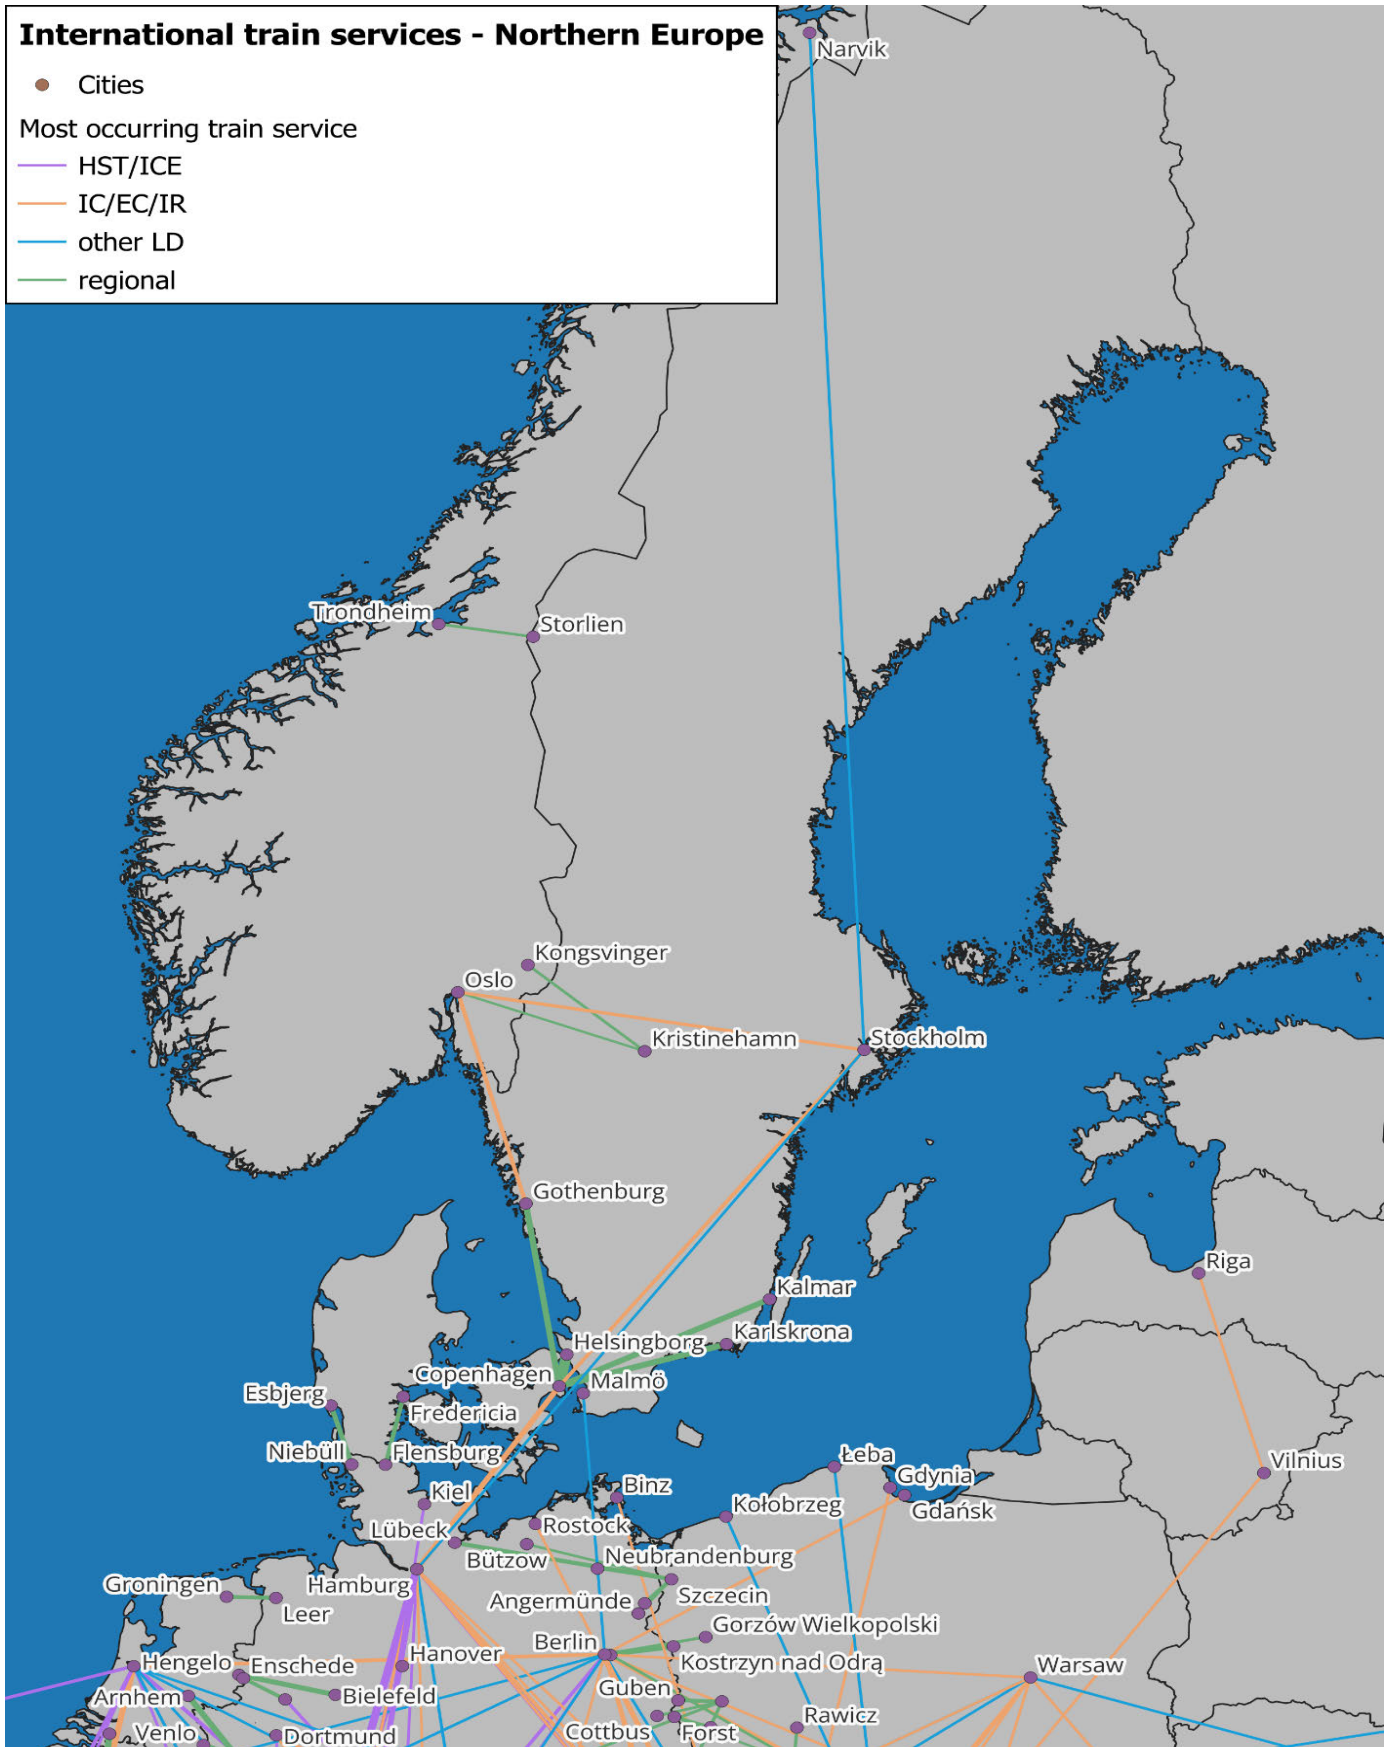 International train services - Northern Europe
Cities
Most occurring train service
HST/ICE
IC/EC/IR
other LD
regional
Narvik
Trondheim
Storlien
Kongsvinger
Oslo
Kristinehamn
Stockholm
Gothenburg
Riga
Kalmar
Karlskrona
Helsingborg
Copenhagen
Malmö
Esbjerg
Fredericia
Niebüll
Flensburg
Łeba
Vilnius
Gdynia
Binz
Kiel
Kołobrzeg
Gdańsk
Rostock
Lübeck
Bützow
Neubrandenburg
Groningen
Hamburg
Szczecin
Leer
Angermünde
Gorzów Wielkopolski
Berlin
Hanover
Hengelo
Enschede
Kostrzyn nad Odrą
Warsaw
Guben
Arnhem
Bielefeld
Rawicz
Venlo
Dortmund
Cottbus
Forst